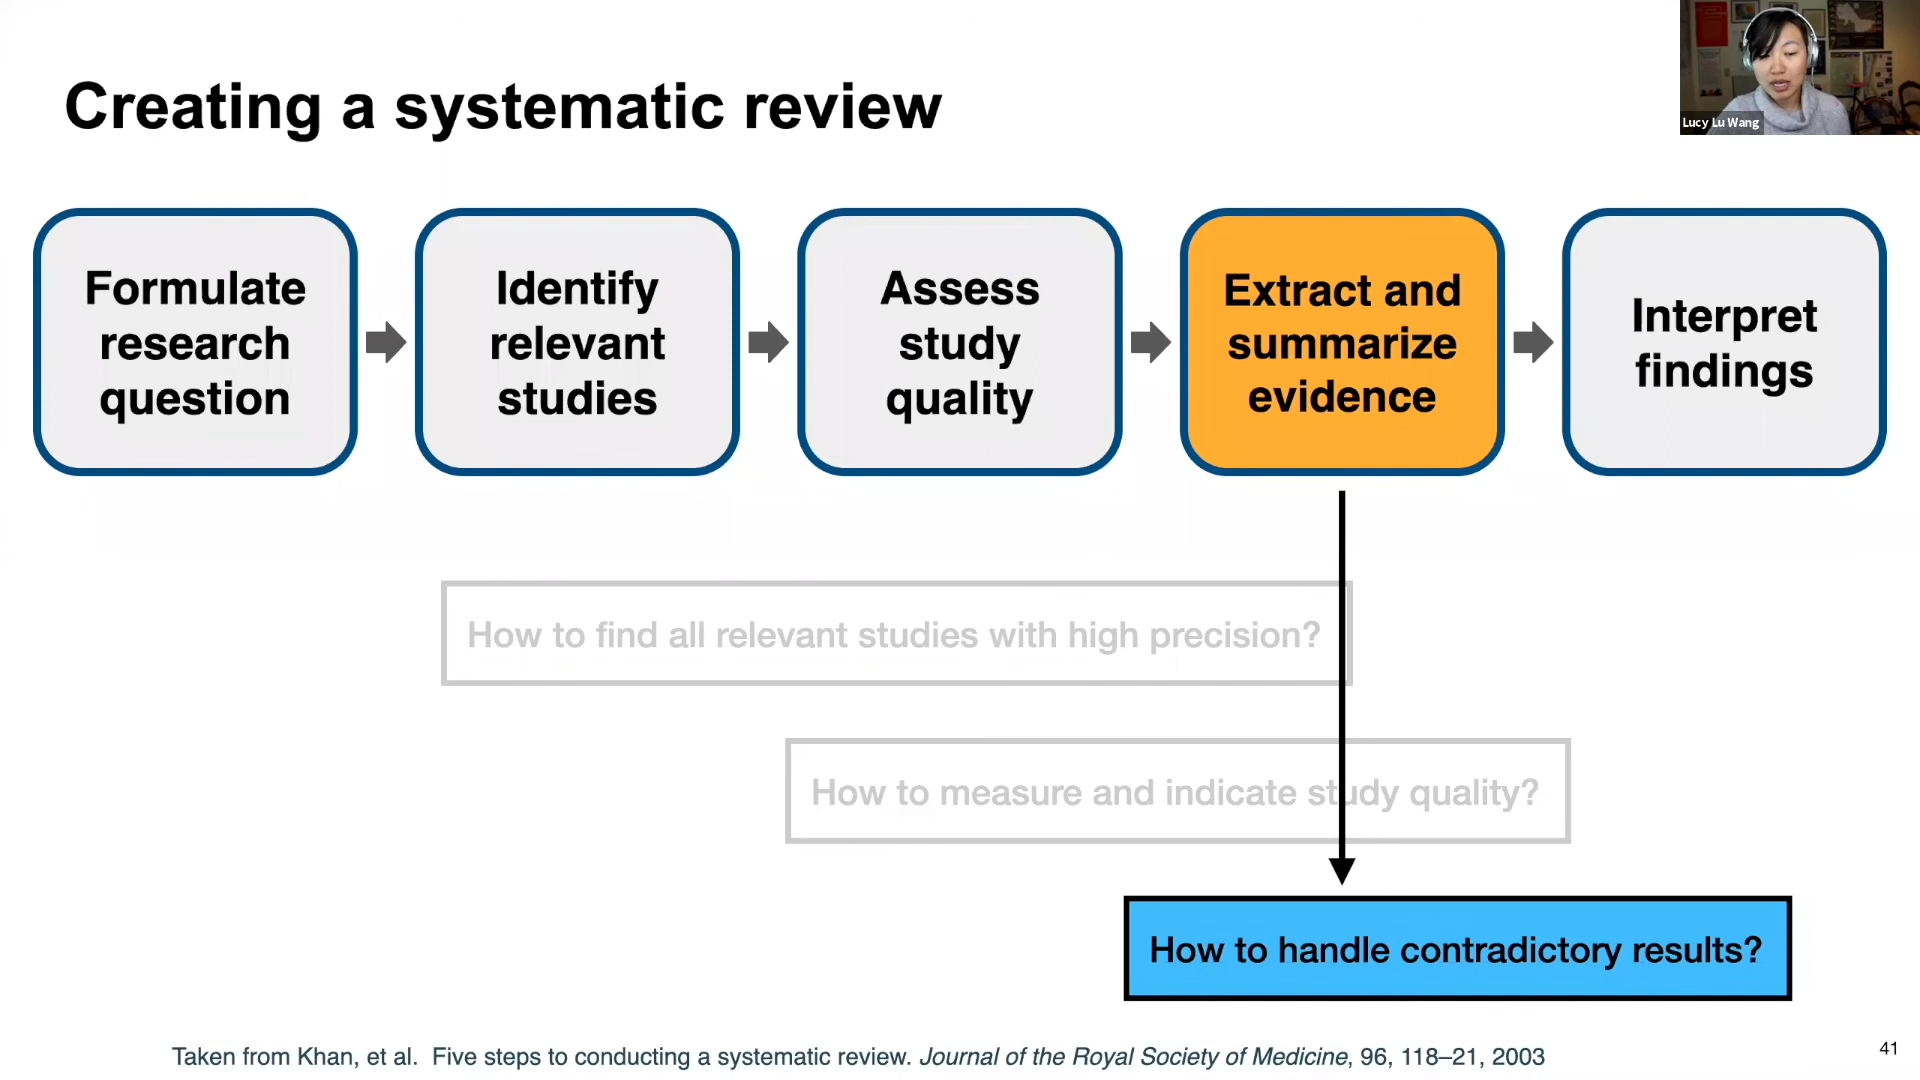 Creating a systematic review
Lucy Lu Wang
Formulate
research
question
Identify
relevant
studies
Assess
study
quality
Extract and
summarize
evidence
Interpret
findings
How to find all relevant studies with high precision?
How to measure and indicate study quality?
How to handle contradictory results?
Taken from Khan, et al. Five steps to conducting a systematic review. Journal of the Royal Society of Medicine, 96, 118–21, 2003
41